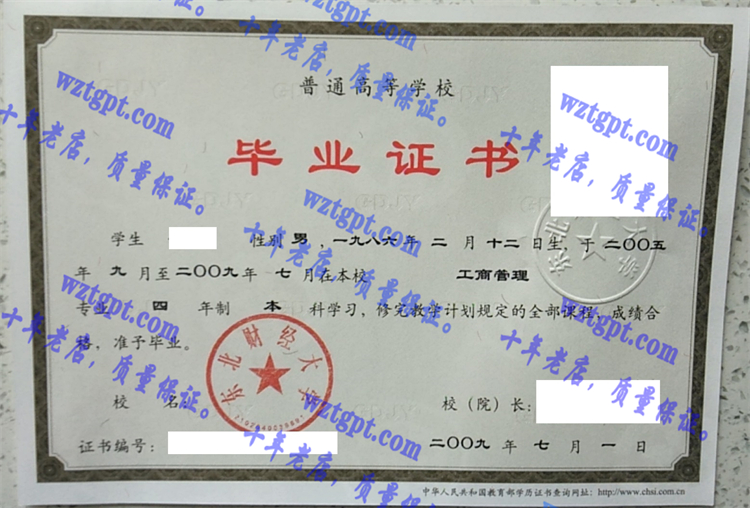 普通高等学校
毕业证书
学生 性别 男，一九八六年 二 月 十二日生，于 二〇〇五
年 九 月至二〇〇九年 七 月在本校 工商管理
专业 四 年制 本 科学习，修完教学计划规定的全部课程，成绩合
格，准予毕业。
东北财经大学
校 名：
校（院）长：
证书编号：
二〇〇九 年 七 月 一 日
中华人民共和国教育部学历证书查询网址：http://www.chsi.com.cn
wztgpt.com
十年老店，质量保证。